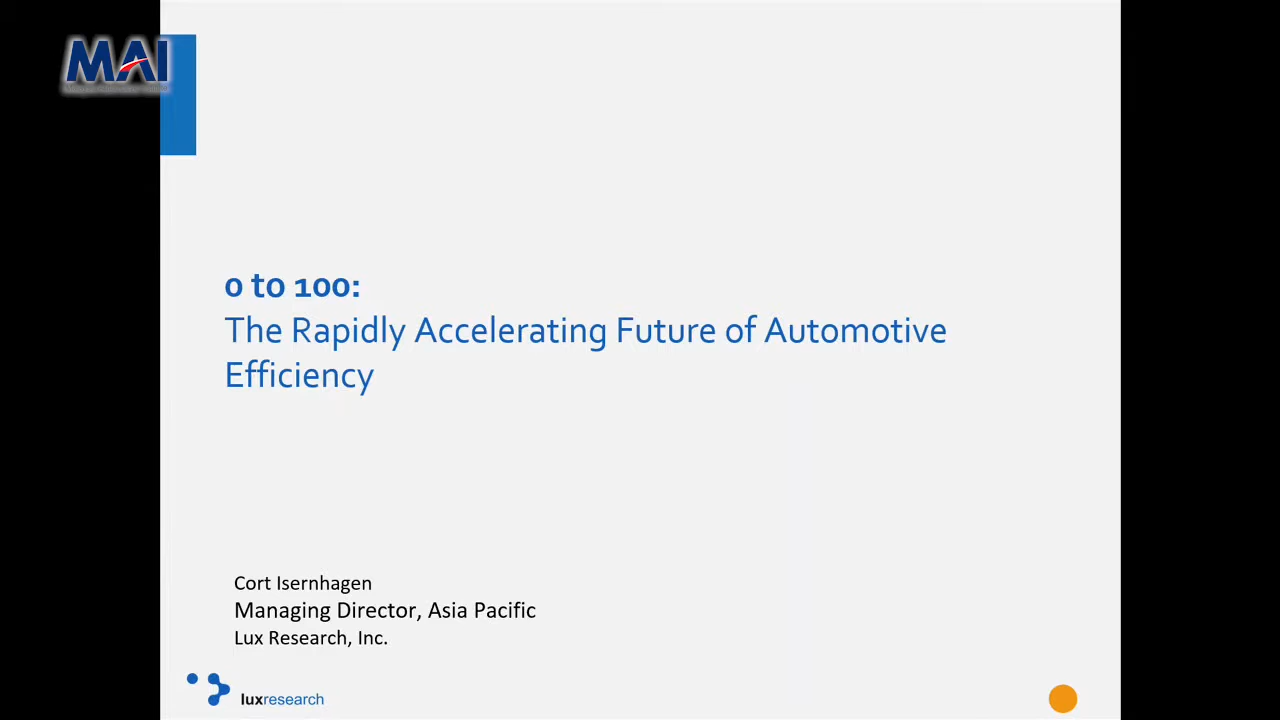 MAI
0 to 100:
The Rapidly Accelerating Future of Automotive
Efficiency
Cort Isernhagen
Managing Director, Asia Pacific
Lux Research, Inc.
luxresearch